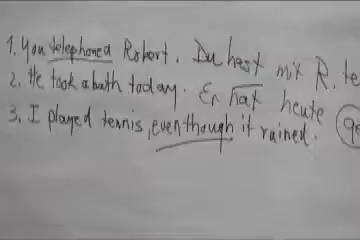 1. You telephoned Robert. Du hast mit R. te
2. He took a bath today. Er hat heute
3. I played tennis, even though it rained. ge